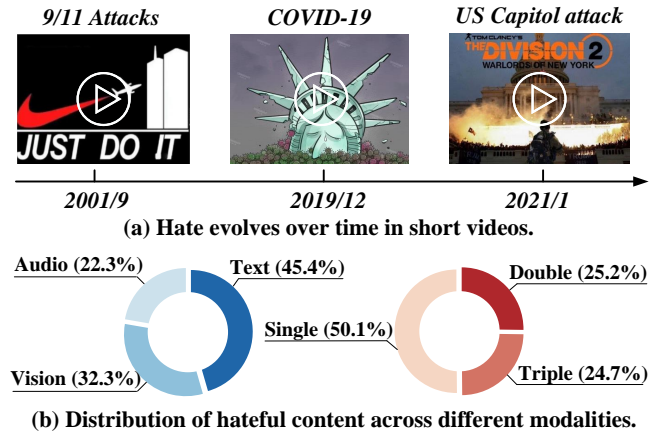 9/11 Attacks
COVID-19
US Capitol attack
JUST DO IT
TOM CLANCY'S
THE DIVISION 2
WARLORDS OF NEW YORK
2001/9
2019/12
2021/1
(a) Hate evolves over time in short videos.
Audio (22.3%)
Text (45.4%)
Vision (32.3%)
Double (25.2%)
Single (50.1%)
Triple (24.7%)
(b) Distribution of hateful content across different modalities.